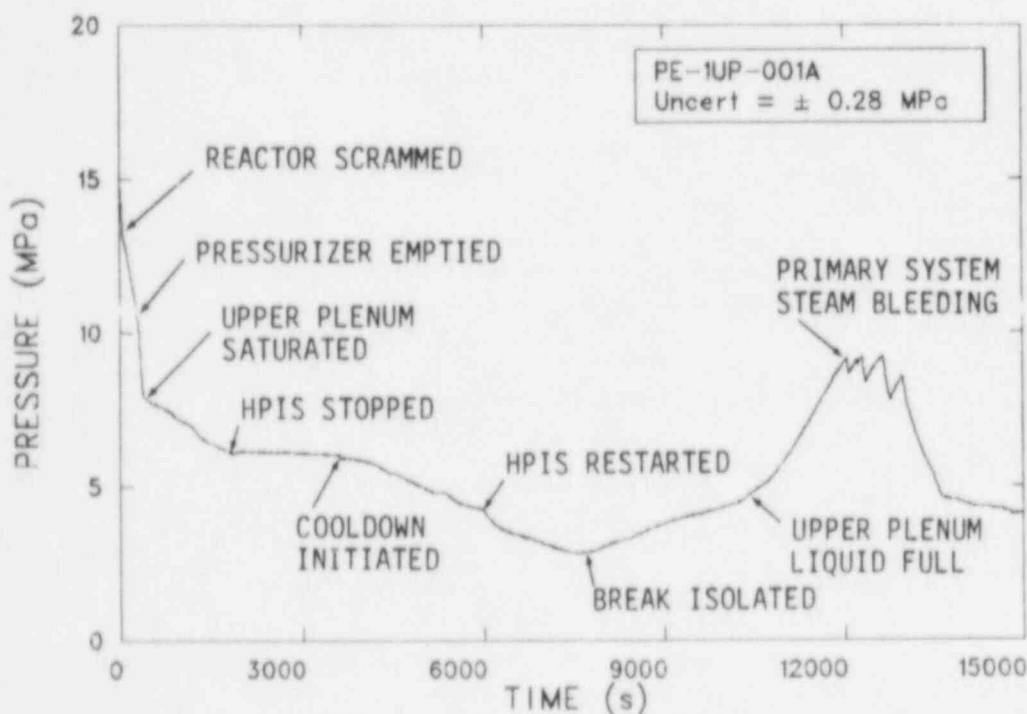 20
PE-1UP-001A
Uncert = ± 0.28 MPa
REACTOR SCRAMMED
15
PRESSURIZER EMPTIED
PRIMARY SYSTEM
STEAM BLEEDING
UPPER PLENUM
SATURATED
10
HPIS STOPPED
HPIS RESTARTED
5
COOLDOWN
INITIATED
UPPER PLENUM
LIQUID FULL
BREAK ISOLATED
0
PRESSURE (MPa)
0 3000 6000 9000 12000 15000
TIME (s)